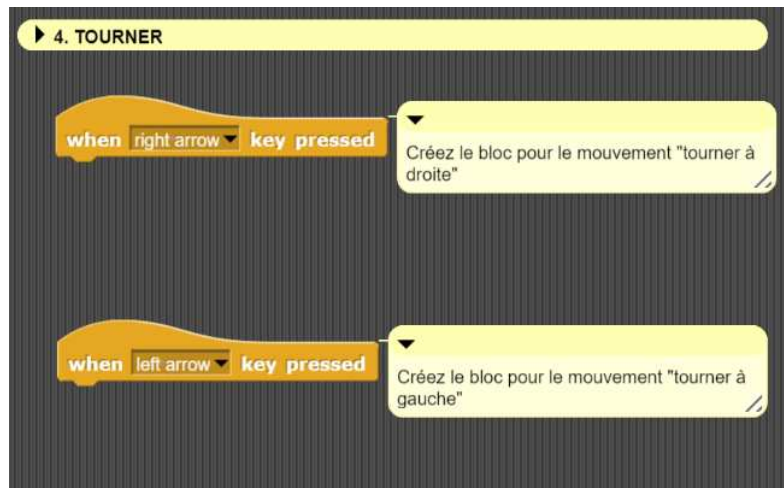 4. TOURNER
when right arrow key pressed
Créez le bloc pour le mouvement "tourner à
droite"
when left arrow key pressed
Créez le bloc pour le mouvement "tourner à
gauche"